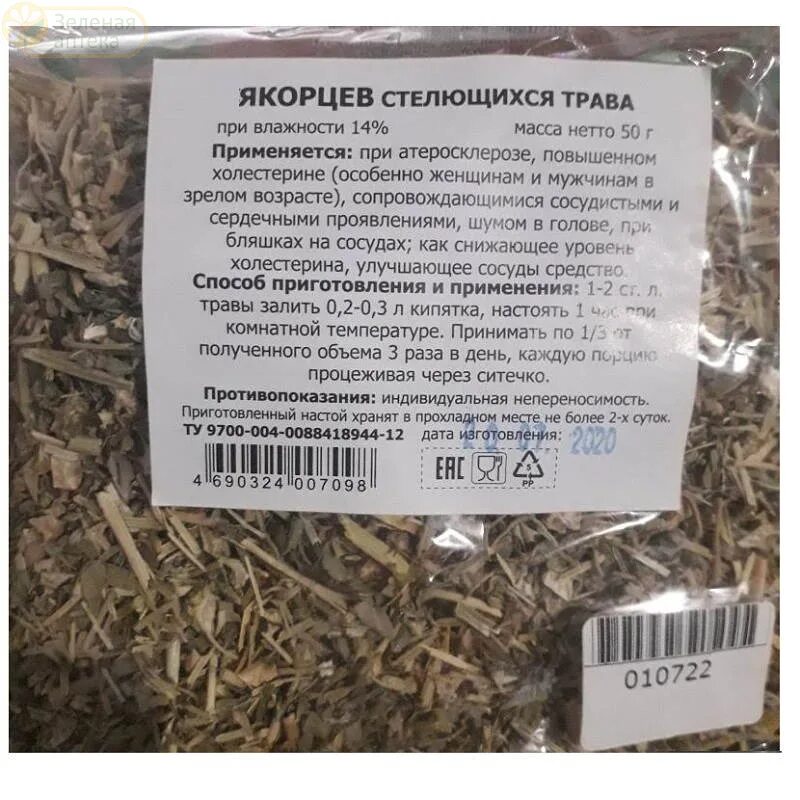 Зеленая
аптека
ЯКОРЦЕВ СТЕЛЮЩИХСЯ ТРАВА
при влажности 14% масса нетто 50 г
Применяется: при атеросклерозе, повышенном
холестерине (особенно женщинам и мужчинам в
зрелом возрасте), сопровождающимися сосудистыми и
сердечными проявлениями, шумом в голове, при
бляшках на сосудах; как снижающее уровень
холестерина, улучшающее сосуды средство.
Способ приготовления и применения: 1-2 ст. л.
травы залить 0,2-0,3 л кипятка, настоять 1 час при
комнатной температуре. Принимать по 1/3 от
полученного объема 3 раза в день, каждую порцию
процеживая через ситечко.
Противопоказания: индивидуальная непереносимость.
Приготовленный настой хранят в прохладном месте не более 2-х суток.
ТУ 9700-004-0088418944-12 дата изготовления: 2020
4 690324 007098
EAC 5 PP
010722